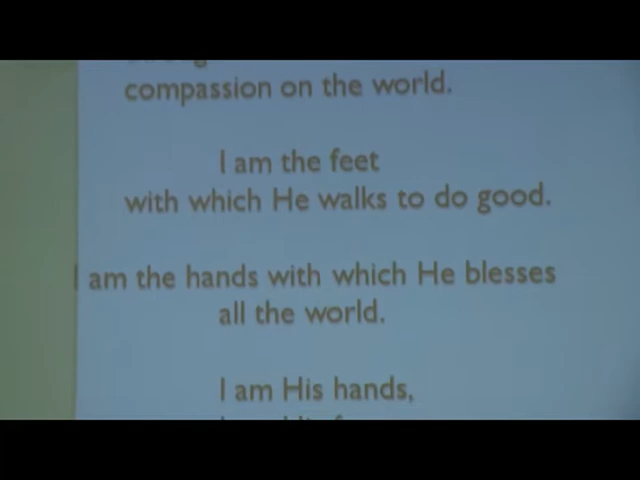 compassion on the world.
I am the feet
with which He walks to do good.
I am the hands with which He blesses
all the world.
I am His hands,